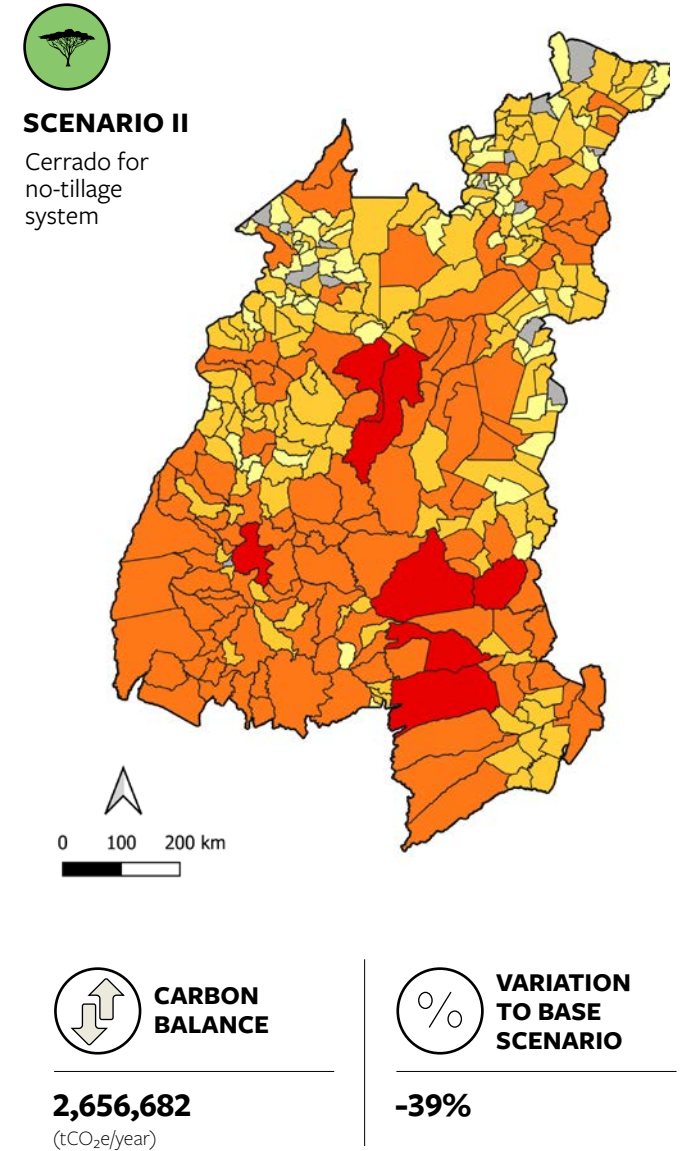 SCENARIO II
Cerrado for
no-tillage
system
0 100 200 km
CARBON
BALANCE
2,656,682
(tCO₂e/year)
%
VARIATION
TO BASE
SCENARIO
-39%